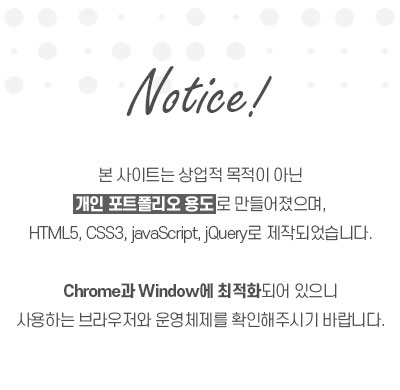 Notice!
본 사이트는 상업적 목적이 아닌
개인 포트폴리오 용도로 만들어졌으며,
HTML5, CSS3, javaScript, jQuery로 제작되었습니다.
Chrome과 Window에 최적화되어 있으니
사용하는 브라우저와 운영체제를 확인해주시기 바랍니다.